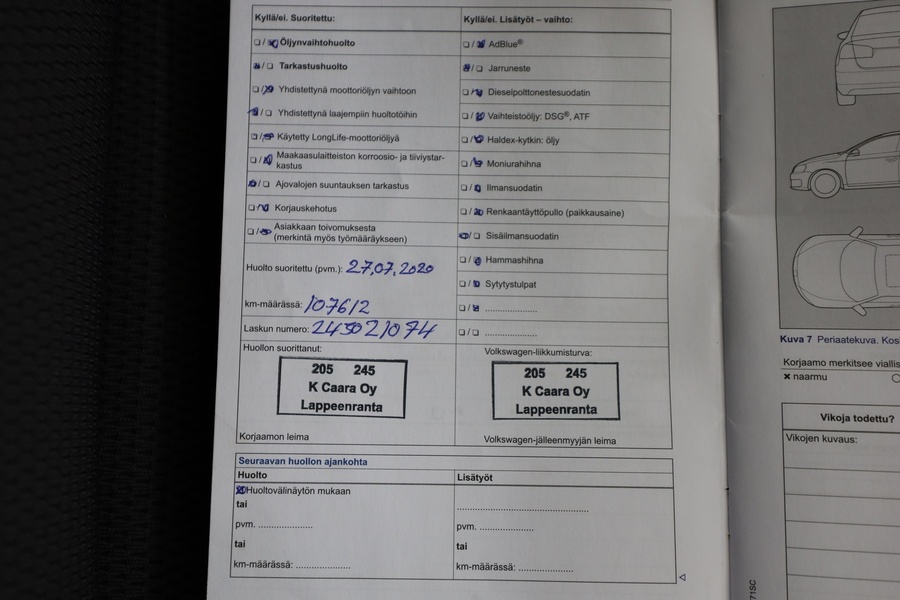 Kyllä/ei. Suoritettu:
Kyllä/ei. Lisätyöt – vaihto:
☐/☒ Öljynvaihtohuolto
☐/☒ AdBlue®
☒/☐ Tarkastushuolto
☒/☐ Jarruneste
☐/☒ Yhdistettynä moottoriöljyn vaihtoon
☐/☒ Dieselpolttonestesuodatin
☒/☐ Yhdistettynä laajempiin huoltotöihin
☐/☒ Vaihteistoöljy: DSG®, ATF
☐/☒ Käytetty LongLife-moottoriöljyä
☐/☒ Haldex-kytkin: öljy
☐/☒ Maakaasulaitteiston korroosio- ja tiiviystar-
kastus
☐/☒ Moniurahihna
☒/☐ Ajovalojen suuntauksen tarkastus
☐/☒ Ilmansuodatin
☐/☒ Korjauskehotus
☐/☒ Renkaantäyttöpullo (paikkausaine)
☐/☒ Asiakkaan toivomuksesta
(merkintä myös työmääräykseen)
☒/☐ Sisäilmansuodatin
☐/☒ Hammashihna
☐/☒ Sytytystulpat
☐/☒ ..................
☐/☐ ..................
Huolto suoritettu (pvm.): 27.07.2020
km-määrässä: 107612
Laskun numero: 245021074
Huollon suorittanut:
205 245
K Caara Oy
Lappeenranta
Korjaamon leima
Volkswagen-liikkumisturva:
205 245
K Caara Oy
Lappeenranta
Volkswagen-jälleenmyyjän leima
Seuraavan huollon ajankohta
Huolto
Lisätyöt
☒ Huoltovälinäytön mukaan
tai
pvm. ..................
pvm. ..................
tai
tai
km-määrässä: ..................
km-määrässä: ..................
Kuva 7 Periaatekuva. Kos
Korjaamo merkitsee viallis
✖ naarmu
Vikoja todettu?
Vikojen kuvaus:
71SC